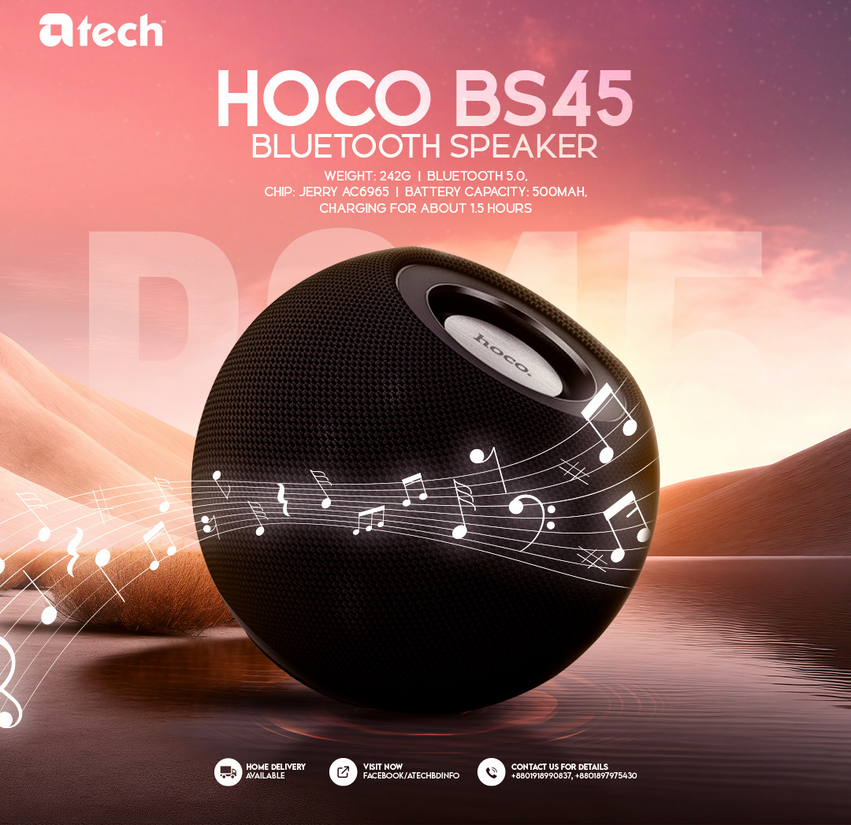 atech
HOCO BS45
BLUETOOTH SPEAKER
WEIGHT: 242G | BLUETOOTH 5.0,
CHIP: JERRY AC6965 | BATTERY CAPACITY: 500MAH,
CHARGING FOR ABOUT 1.5 HOURS
BS45
hoco.
HOME DELIVERY
AVAILABLE
VISIT NOW
FACEBOOK/ATECHBDINFO
CONTACT US FOR DETAILS
+8801918990837, +8801897975430